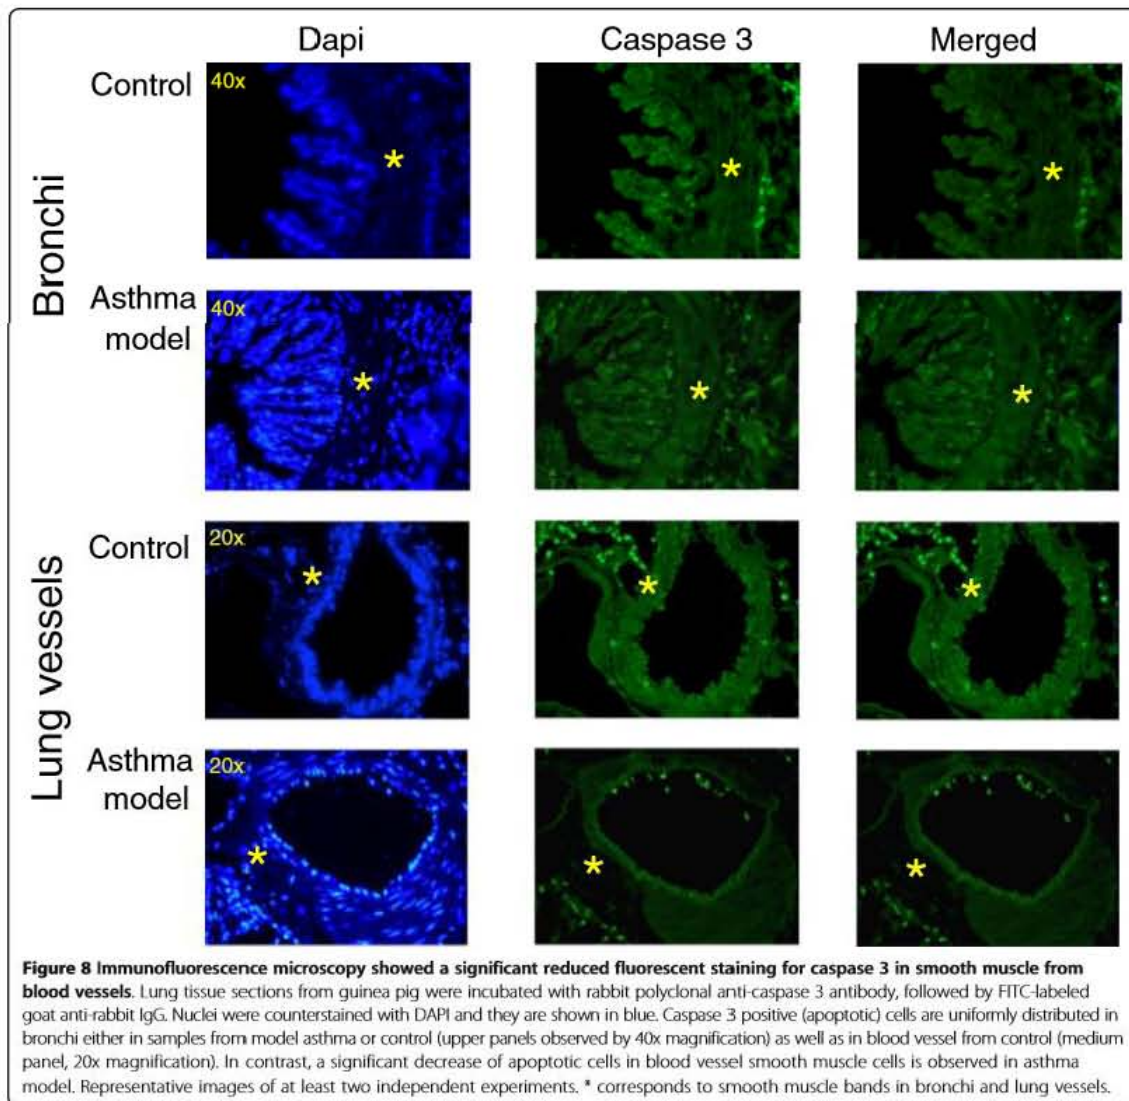 Dapi Caspase 3 Merged
Bronchi
Control
40x
*
*
*
Asthma
model
40x
*
*
*
Lung vessels
Control
20x
*
*
*
Asthma
model
20x
*
*
*
Figure 8 Immunofluorescence microscopy showed a significant reduced fluorescent staining for caspase 3 in smooth muscle from
blood vessels. Lung tissue sections from guinea pig were incubated with rabbit polyclonal anti-caspase 3 antibody, followed by FITC-labeled
goat anti-rabbit IgG. Nuclei were counterstained with DAPI and they are shown in blue. Caspase 3 positive (apoptotic) cells are uniformly distributed in
bronchi either in samples from model asthma or control (upper panels observed by 40x magnification) as well as in blood vessel from control (medium
panel, 20x magnification). In contrast, a significant decrease of apoptotic cells in blood vessel smooth muscle cells is observed in asthma
model. Representative images of at least two independent experiments. * corresponds to smooth muscle bands in bronchi and lung vessels.